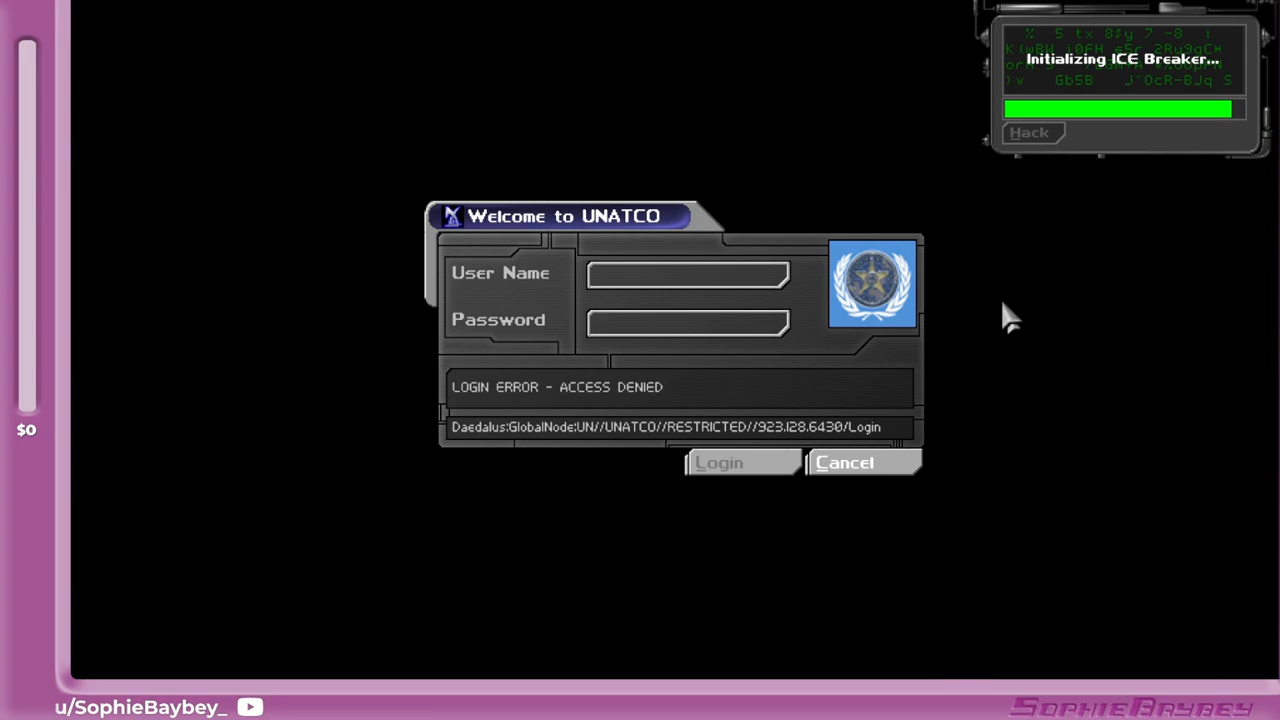 Initializing ICE Breaker...
Hack
Welcome to UNATCO
User Name
Password
LOGIN ERROR - ACCESS DENIED
Daedalus:GlobalNode:UN//UNATCO//RESTRICTED//923.128.6430/Login
Login
Cancel
$0
u/SophieBaybey_
SOPHIEBAYBEY